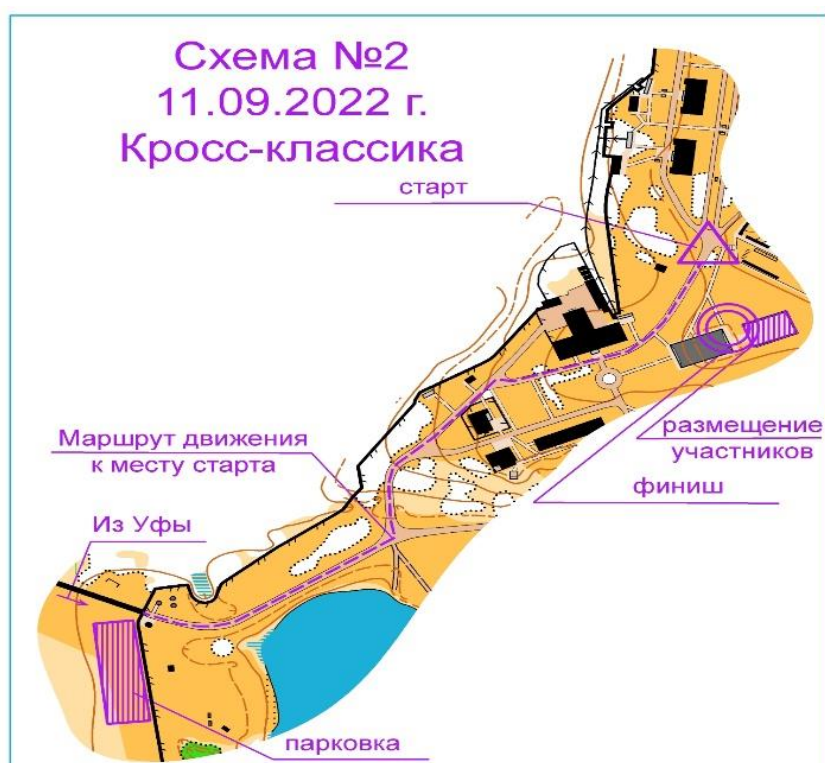 Схема №2
11.09.2022 г.
Кросс-классика
старт
Маршрут движения
к месту старта
размещение
участников
финиш
Из Уфы
парковка